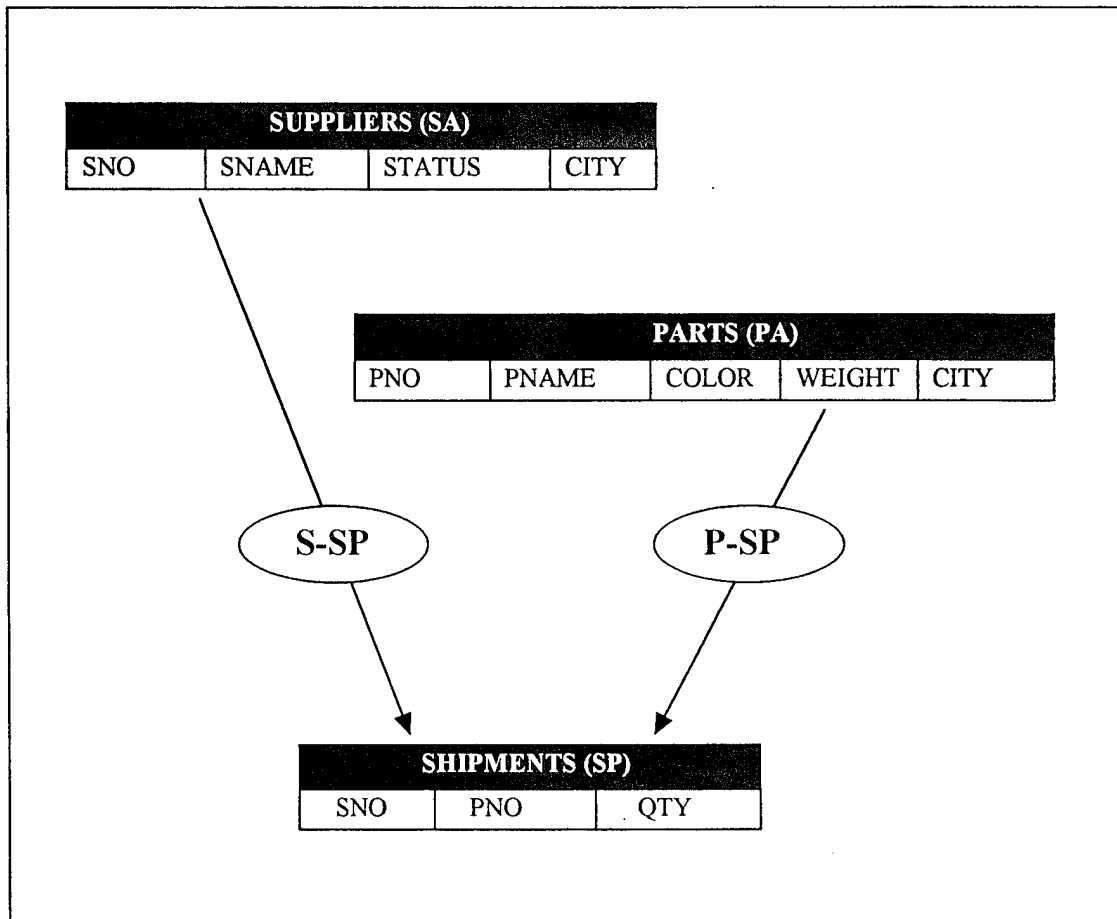 SUPPLIERS (SA)
SNO SNAME STATUS CITY
PARTS (PA)
PNO PNAME COLOR WEIGHT CITY
S-SP P-SP
SHIPMENTS (SP)
SNO PNO QTY